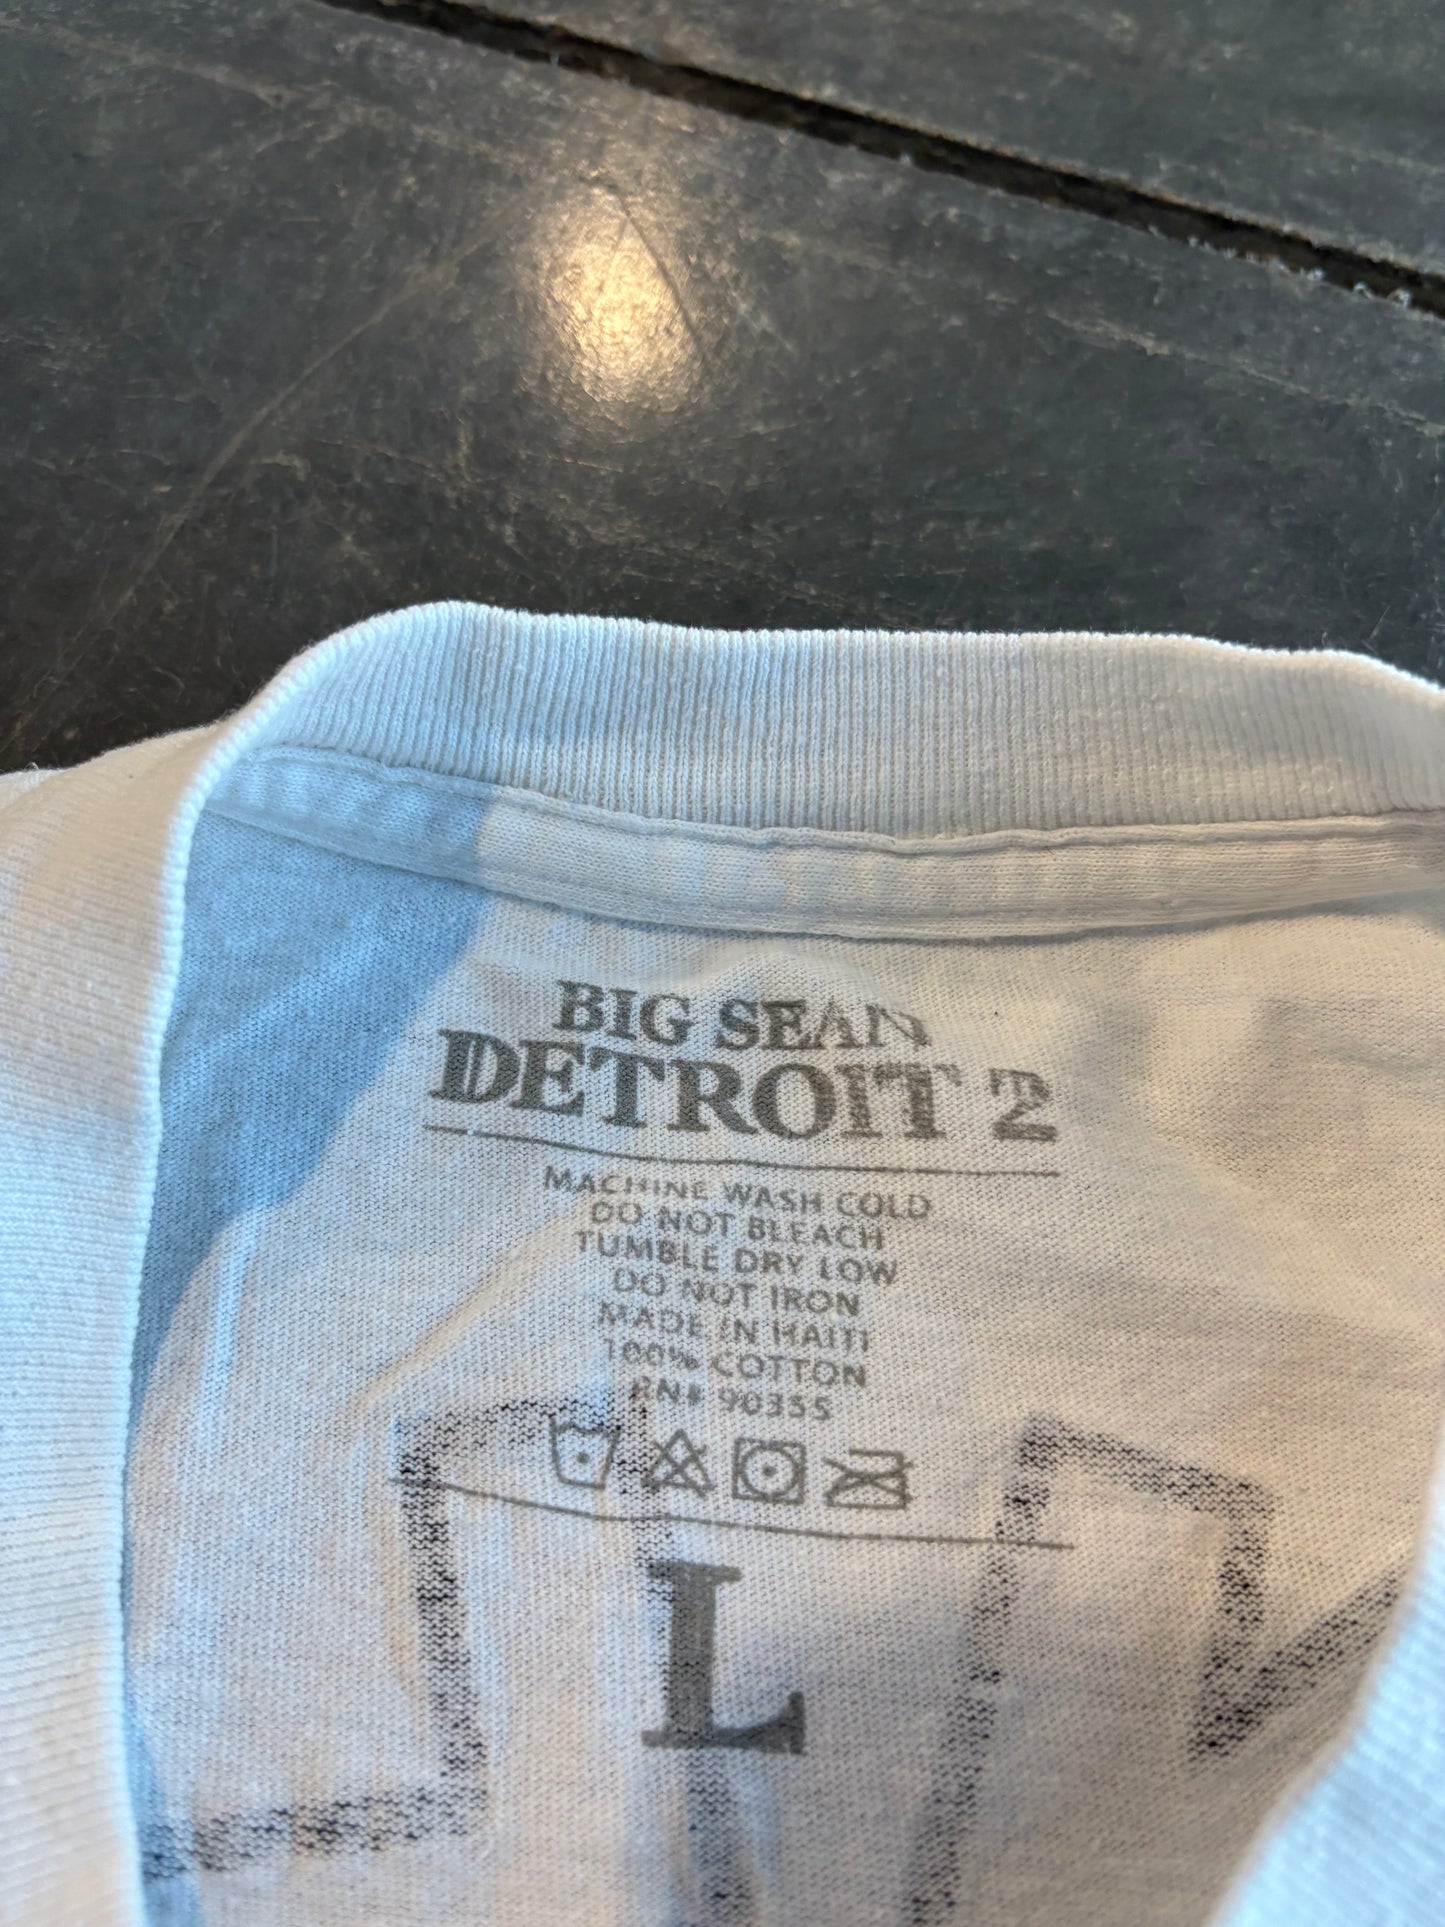 BIG SEAN
DETROIT 2
MACHINE WASH COLD
DO NOT BLEACH
TUMBLE DRY LOW
DO NOT IRON
MADE IN HAITI
100% COTTON
RN# 90355
L